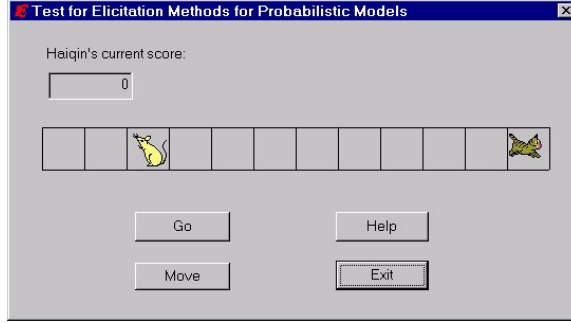 Test for Elicitation Methods for Probabilistic Models
Haiqin's current score:
0
Go
Help
Move
Exit